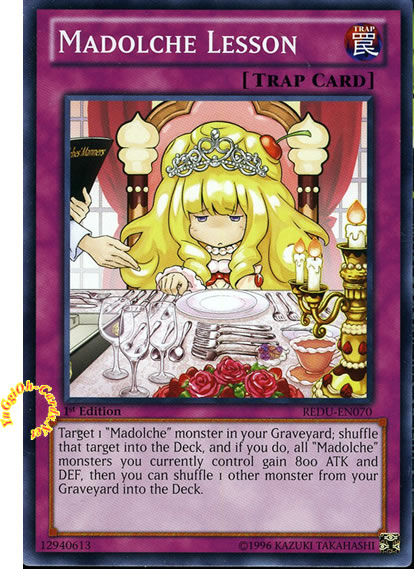 MADOLCHE LESSON
TRAP
罠
[TRAP CARD]
Manners
1st Edition
REDU-EN070
Target 1 "Madolche" monster in your Graveyard; shuffle
that target into the Deck, and if you do, all "Madolche"
monsters you currently control gain 800 ATK and
DEF, then you can shuffle 1 other monster from your
Graveyard into the Deck.
12940613
©1996 KAZUKI TAKAHASHI
YuGgiOh-Cards.Net